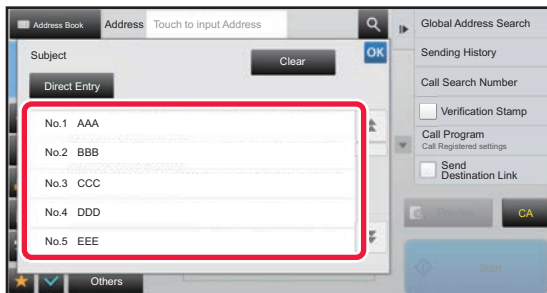 Address Book
Address
Touch to input Address
Global Address Search
Subject
Clear
OK
Sending History
Direct Entry
Call Search Number
No.1 AAA
Verification Stamp
No.2 BBB
Call Program
Call Registered settings
No.3 CCC
Send
Destination Link
No.4 DDD
Preview
CA
No.5 EEE
Others
Start